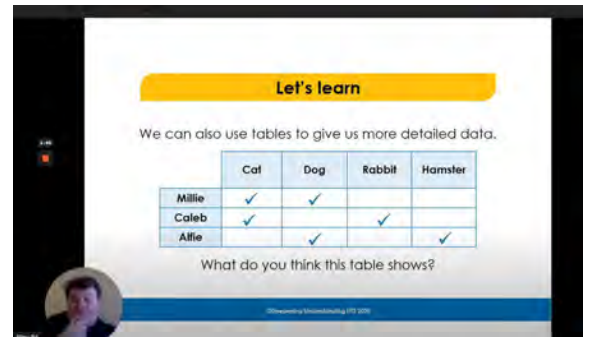 Let's learn
We can also use tables to give us more detailed data.
Cat Dog Rabbit Hamster
Millie ✓ ✓
Caleb ✓ ✓
Alfie ✓ ✓
What do you think this table shows?